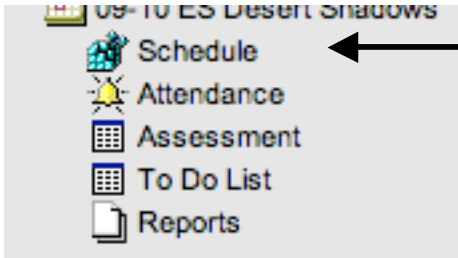 09-10 ES Desert Shadows
Schedule
Attendance
Assessment
To Do List
Reports